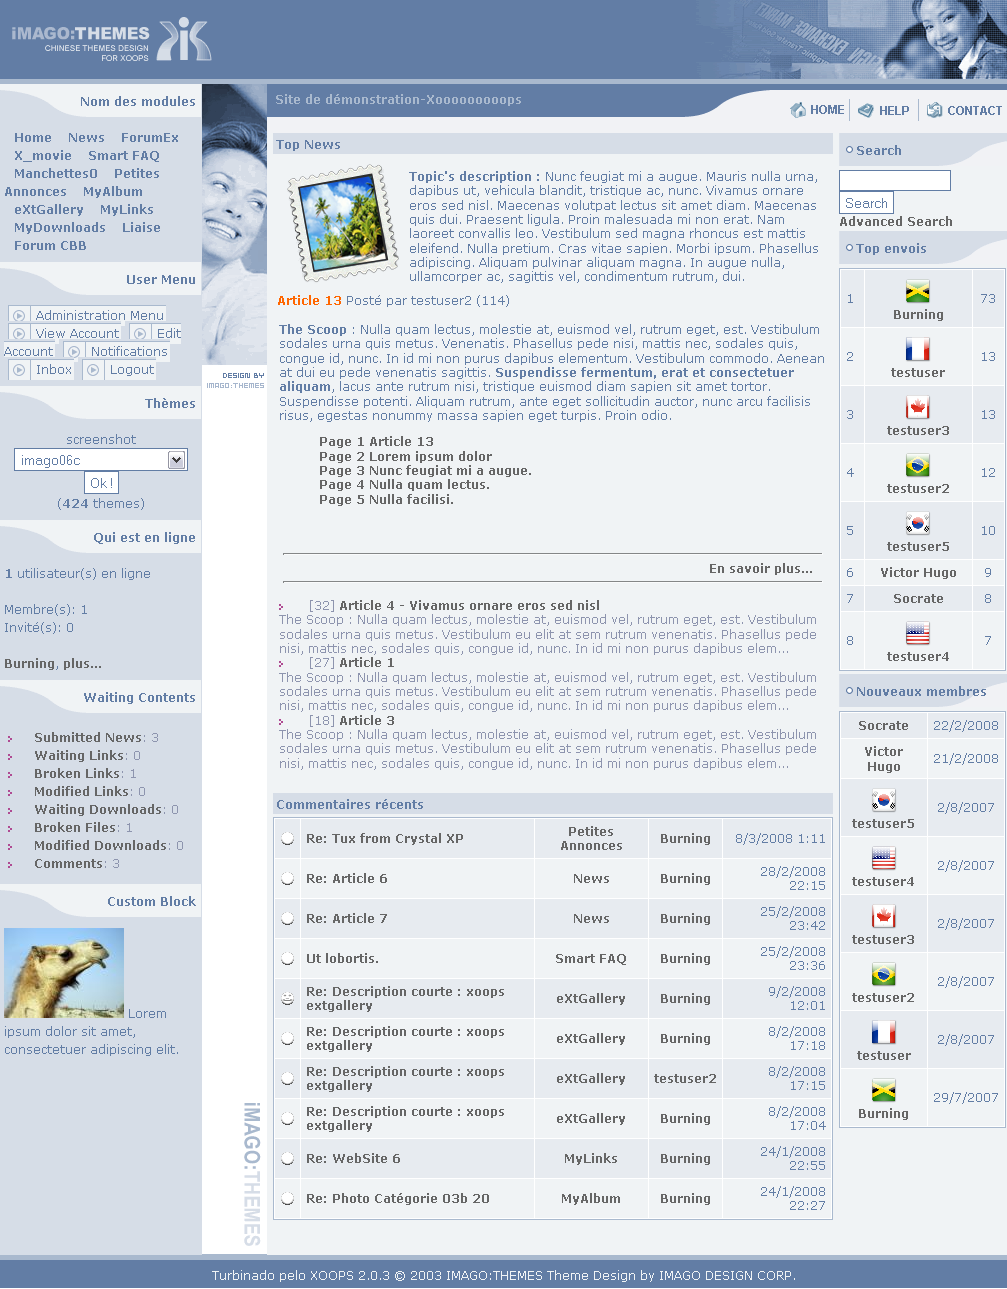 iMAGO:THEMES
CHINESE THEMES DESIGN
FOR XOOPS
Nom des modules
Home News ForumEx
X_movie Smart FAQ
Manchettes0 Petites
Annonces MyAlbum
eXtGallery MyLinks
MyDownloads Liaise
Forum CBB
User Menu
Administration Menu
View Account Edit
Account Notifications
Inbox Logout
Thèmes
screenshot
imago06c
Ok !
(424 themes)
Qui est en ligne
1 utilisateur(s) en ligne
Membre(s): 1
Invité(s): 0
Burning, plus...
Waiting Contents
Submitted News: 3
Waiting Links: 0
Broken Links: 1
Modified Links: 0
Waiting Downloads: 0
Broken Files: 1
Modified Downloads: 0
Comments: 3
Custom Block
Lorem
ipsum dolor sit amet,
consectetuer adipiscing elit.
DESIGN BY
IMAGO:THEMES
iMAGO:THEMES
Site de démonstration-Xoooooooops
HOME
HELP
CONTACT
Top News
Topic's description : Nunc feugiat mi a augue. Mauris nulla urna,
dapibus ut, vehicula blandit, tristique ac, nunc. Vivamus ornare
eros sed nisl. Maecenas volutpat lectus sit amet diam. Maecenas
quis dui. Praesent ligula. Proin malesuada mi non erat. Nam
laoreet convallis leo. Vestibulum sed magna rhoncus est mattis
eleifend. Nulla pretium. Cras vitae sapien. Morbi ipsum. Phasellus
adipiscing. Aliquam pulvinar aliquam magna. In augue nulla,
ullamcorper ac, sagittis vel, condimentum rutrum, dui.
Article 13 Posté par testuser2 (114)
The Scoop : Nulla quam lectus, molestie at, euismod vel, rutrum eget, est. Vestibulum
sodales urna quis metus. Venenatis. Phasellus pede nisi, mattis nec, sodales quis,
congue id, nunc. In id mi non purus dapibus elementum. Vestibulum commodo. Aenean
at dui eu pede venenatis sagittis. Suspendisse fermentum, erat et consectetuer
aliquam, lacus ante rutrum nisi, tristique euismod diam sapien sit amet tortor.
Suspendisse potenti. Aliquam rutrum, ante eget sollicitudin auctor, nunc arcu facilisis
risus, egestas nonummy massa sapien eget turpis. Proin odio.
Page 1 Article 13
Page 2 Lorem ipsum dolor
Page 3 Nunc feugiat mi a augue.
Page 4 Nulla quam lectus.
Page 5 Nulla facilisi.
En savoir plus...
[32] Article 4 - Vivamus ornare eros sed nisl
The Scoop : Nulla quam lectus, molestie at, euismod vel, rutrum eget, est. Vestibulum
sodales urna quis metus. Vestibulum eu elit at sem rutrum venenatis. Phasellus pede
nisi, mattis nec, sodales quis, congue id, nunc. In id mi non purus dapibus elem...
[27] Article 1
The Scoop : Nulla quam lectus, molestie at, euismod vel, rutrum eget, est. Vestibulum
sodales urna quis metus. Vestibulum eu elit at sem rutrum venenatis. Phasellus pede
nisi, mattis nec, sodales quis, congue id, nunc. In id mi non purus dapibus elem...
[18] Article 3
The Scoop : Nulla quam lectus, molestie at, euismod vel, rutrum eget, est. Vestibulum
sodales urna quis metus. Vestibulum eu elit at sem rutrum venenatis. Phasellus pede
nisi, mattis nec, sodales quis, congue id, nunc. In id mi non purus dapibus elem...
Commentaires récents
Re: Tux from Crystal XP Petites Annonces Burning 8/3/2008 1:11
Re: Article 6 News Burning 28/2/2008 22:15
Re: Article 7 News Burning 25/2/2008 23:42
Ut lobortis. Smart FAQ Burning 25/2/2008 23:36
Re: Description courte : xoops extgallery eXtGallery Burning 9/2/2008 12:01
Re: Description courte : xoops extgallery eXtGallery Burning 8/2/2008 17:18
Re: Description courte : xoops extgallery eXtGallery testuser2 8/2/2008 17:15
Re: Description courte : xoops extgallery eXtGallery Burning 8/2/2008 17:04
Re: WebSite 6 MyLinks Burning 24/1/2008 22:55
Re: Photo Catégorie 03b 20 MyAlbum Burning 24/1/2008 22:27
Search
Search
Advanced Search
Top envois
1 Burning 73
2 testuser 13
3 testuser3 13
4 testuser2 12
5 testuser5 10
6 Victor Hugo 9
7 Socrate 8
8 testuser4 7
Nouveaux membres
Socrate 22/2/2008
Victor Hugo 21/2/2008
testuser5 2/8/2007
testuser4 2/8/2007
testuser3 2/8/2007
testuser2 2/8/2007
testuser 2/8/2007
Burning 29/7/2007
Turbinado pelo XOOPS 2.0.3 © 2003 IMAGO:THEMES Theme Design by IMAGO DESIGN CORP.